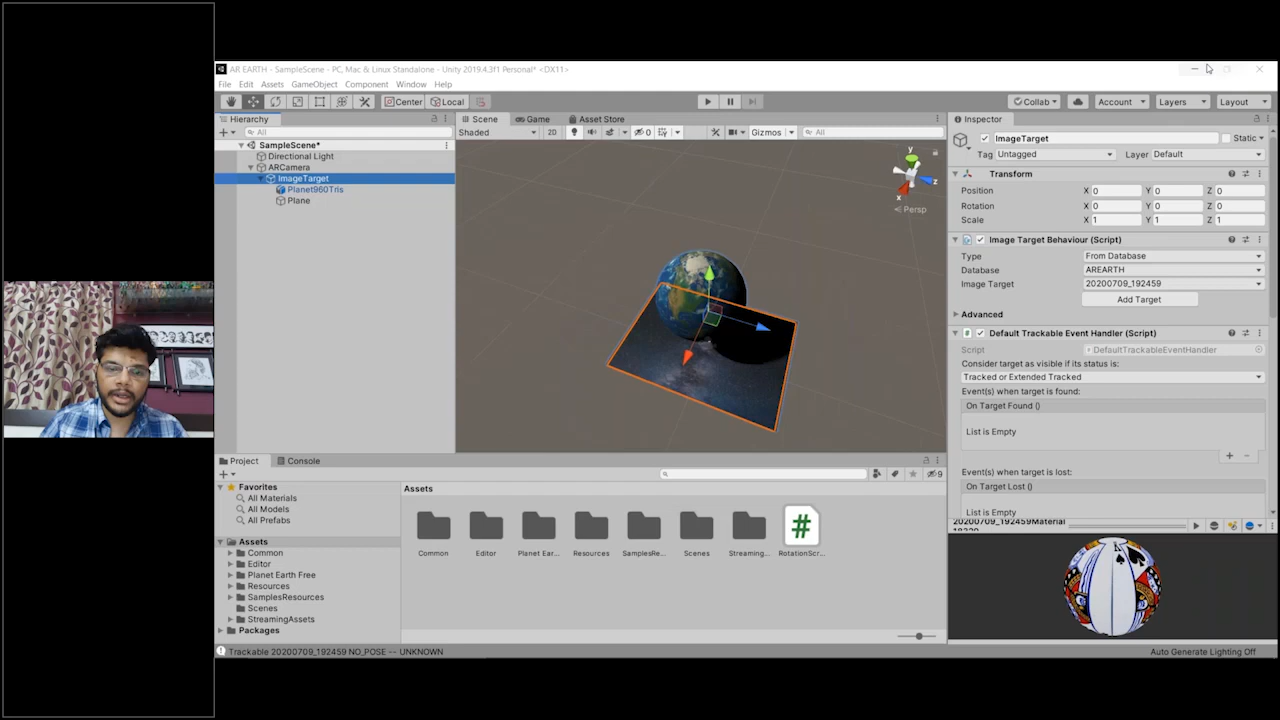 AR EARTH - SampleScene - PC, Mac & Linux Standalone - Unity 2019.4.3f1 Personal* <DX11>
File Edit Assets GameObject Component Window Help
Center Local Collab Account Layers Layout
Hierarchy
All
SampleScene*
Directional Light
ARCamera
ImageTarget
Planet960Tris
Plane
Scene Game Asset Store
Shaded 2D 0 Gizmos All
y
z
x
Persp
Inspector
ImageTarget Static
Tag Untagged Layer Default
Transform
Position X 0 Y 0 Z 0
Rotation X 0 Y 0 Z 0
Scale X 1 Y 1 Z 1
Image Target Behaviour (Script)
Type From Database
Database AREARTH
Image Target 20200709_192459
Add Target
Advanced
Default Trackable Event Handler (Script)
Script DefaultTrackableEventHandler
Consider target as visible if its status is:
Tracked or Extended Tracked
Event(s) when target is found:
On Target Found ()
List is Empty
Event(s) when target is lost:
On Target Lost ()
List is Empty
20200709_192459Material
Project Console
9
Favorites
All Materials
All Models
All Prefabs
Assets
Common
Editor
Planet Earth Free
Resources
SamplesResources
Scenes
StreamingAssets
Packages
Assets
Common Editor Planet Ear... Resources SamplesRe... Scenes Streaming... RotationScr...
#
A
Trackable 20200709_192459 NO_POSE -- UNKNOWN
Auto Generate Lighting Off